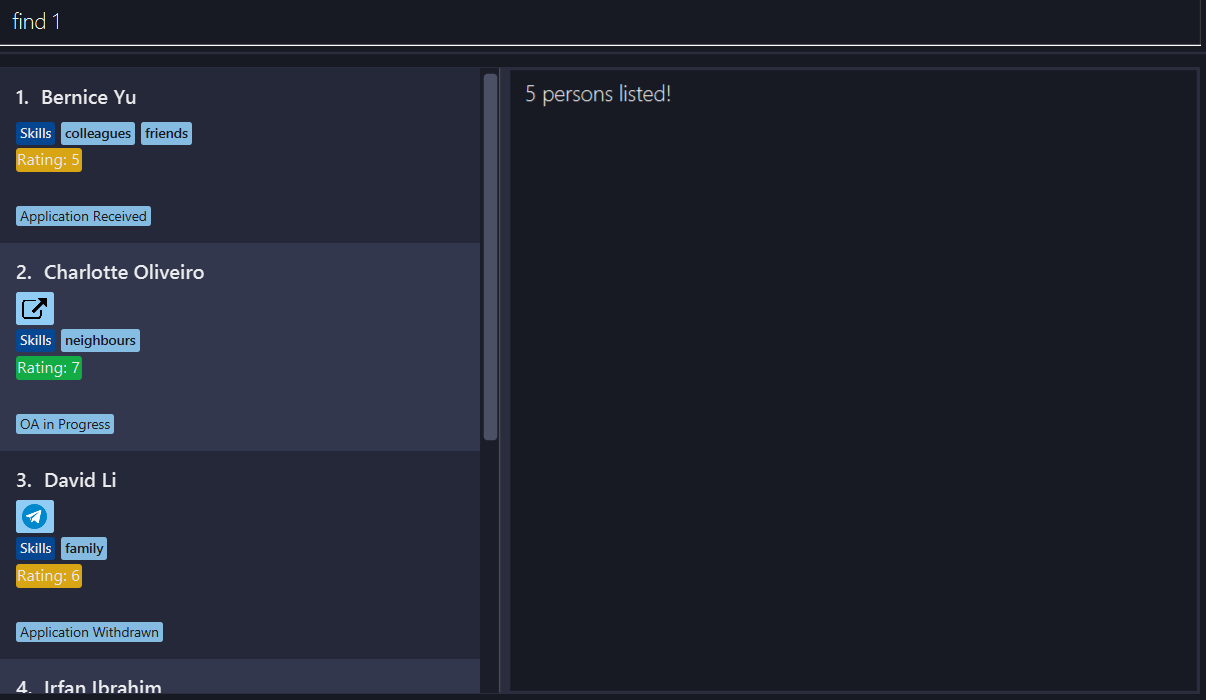 find 1
1. Bernice Yu
Skills colleagues friends
Rating: 5
Application Received
2. Charlotte Oliveiro
Skills neighbours
Rating: 7
OA in Progress
3. David Li
Skills family
Rating: 6
Application Withdrawn
4. Irfan Ibrahim
5 persons listed!